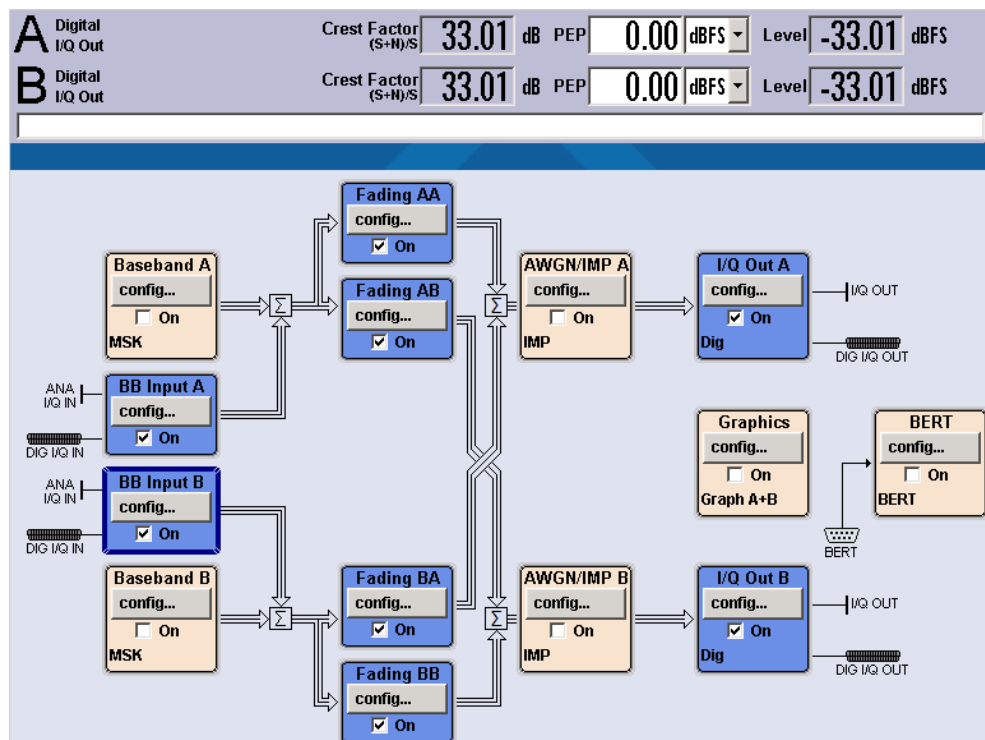 A Digital I/Q Out Crest Factor (S+N)/S 33.01 dB PEP 0.00 dBFS Level -33.01 dBFS
B Digital I/Q Out Crest Factor (S+N)/S 33.01 dB PEP 0.00 dBFS Level -33.01 dBFS
Fading AA
config...
On
Baseband A
config...
On
MSK
Σ
Fading AB
config...
On
Σ
AWGN/IMP A
config...
On
IMP
I/Q Out A
config...
On
Dig
I/Q OUT
DIG I/Q OUT
ANA I/Q IN
DIG I/Q IN
BB Input A
config...
On
Graphics
config...
On
Graph A+B
BERT
config...
On
BERT
BERT
ANA I/Q IN
DIG I/Q IN
BB Input B
config...
On
Baseband B
config...
On
MSK
Σ
Fading BA
config...
On
Σ
AWGN/IMP B
config...
On
IMP
I/Q Out B
config...
On
Dig
I/Q OUT
DIG I/Q OUT
Fading BB
config...
On